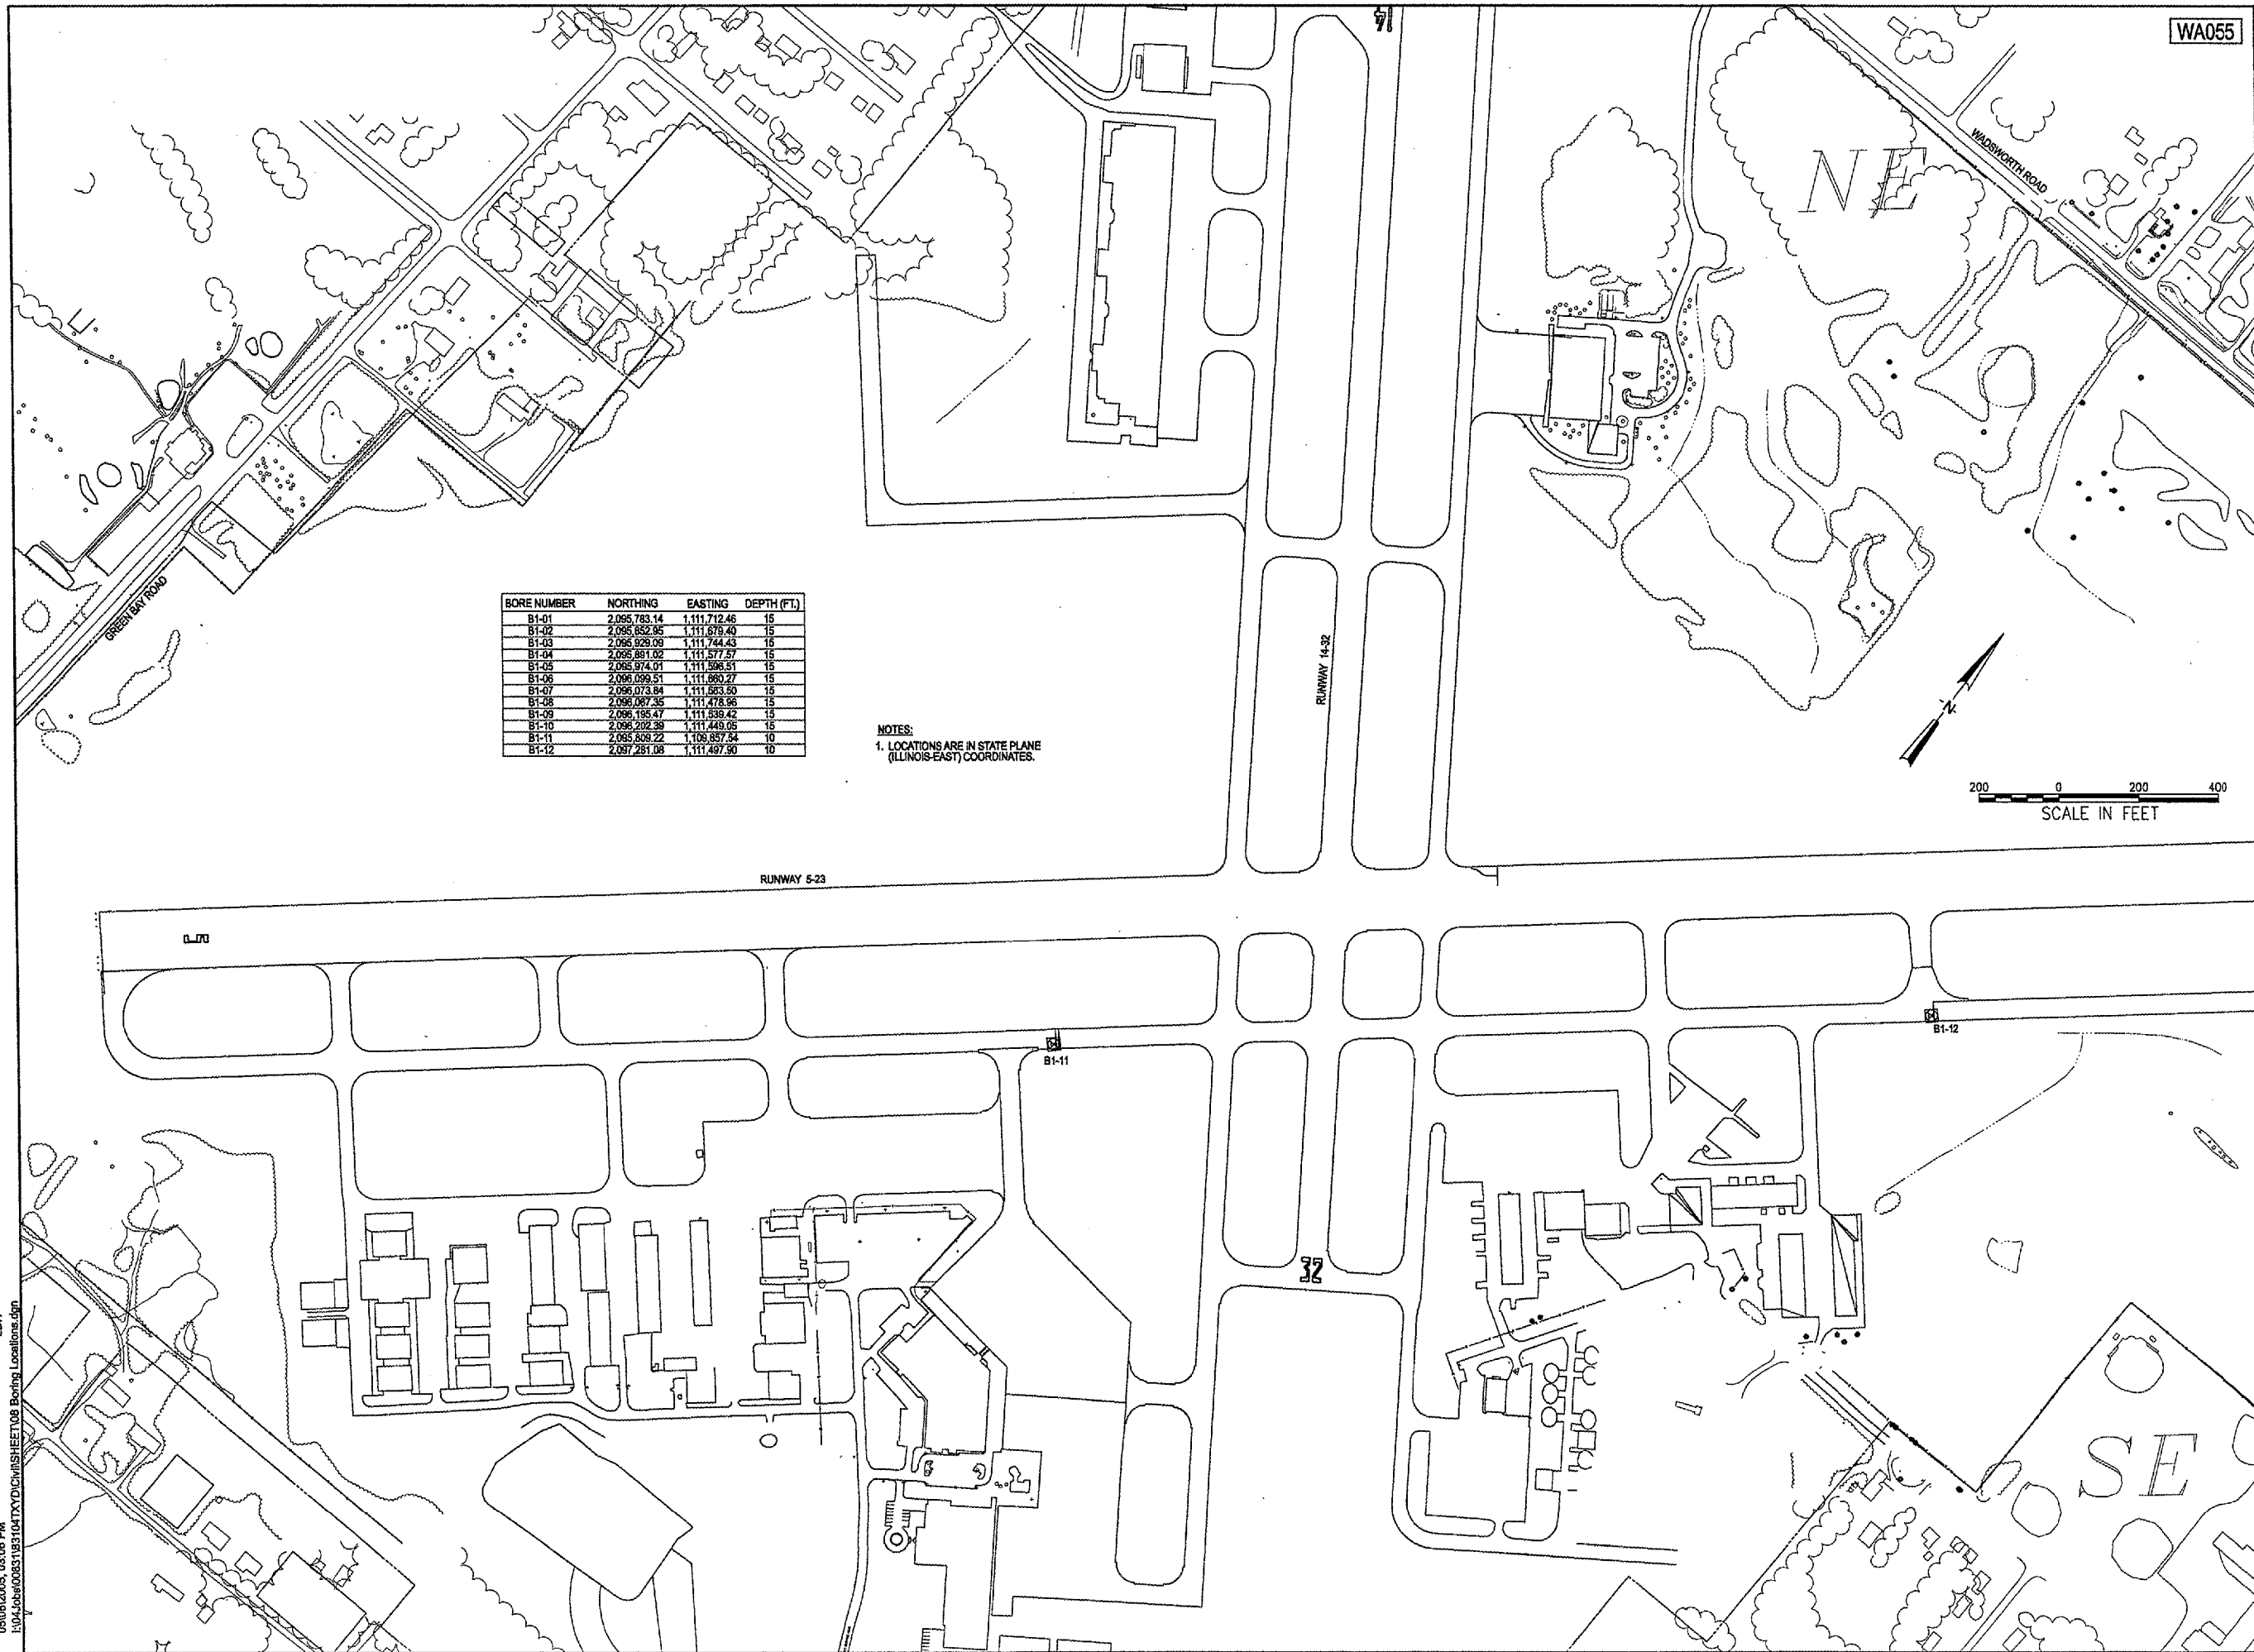 WA055
14
WADSWORTH ROAD
NE
GREEN BAY ROAD
BORE NUMBER NORTHING EASTING DEPTH (FT.)
B1-01 2,095,783.14 1,111,712.46 15
B1-02 2,095,852.95 1,111,679.40 15
B1-03 2,095,929.09 1,111,744.43 15
B1-04 2,095,891.02 1,111,577.57 15
B1-05 2,095,974.01 1,111,596.51 15
B1-06 2,096,099.51 1,111,660.27 15
B1-07 2,096,073.84 1,111,563.50 15
B1-08 2,096,067.35 1,111,478.96 15
B1-09 2,096,195.47 1,111,539.42 15
B1-10 2,096,202.39 1,111,449.05 15
B1-11 2,095,809.22 1,109,857.54 10
B1-12 2,097,281.08 1,111,497.90 10
NOTES:
1. LOCATIONS ARE IN STATE PLANE
(ILLINOIS-EAST) COORDINATES.
RUNWAY 14-32
N
200 0 200 400
SCALE IN FEET
RUNWAY 5-23
5
B1-11
B1-12
32
SE
03:06 PM
Boring Locations.dgn